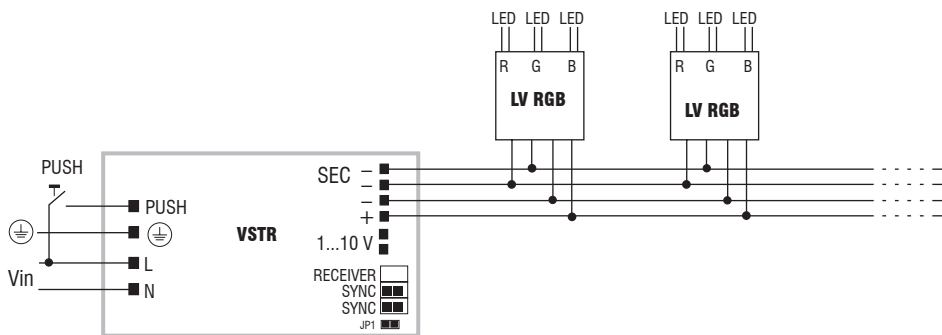 LED LED LED
R G B
LV RGB
LED LED LED
R G B
LV RGB
PUSH
Vin
PUSH
L
N
VSTR
SEC
–
–
–
+
1...10 V
RECEIVER
SYNC
SYNC
JP1